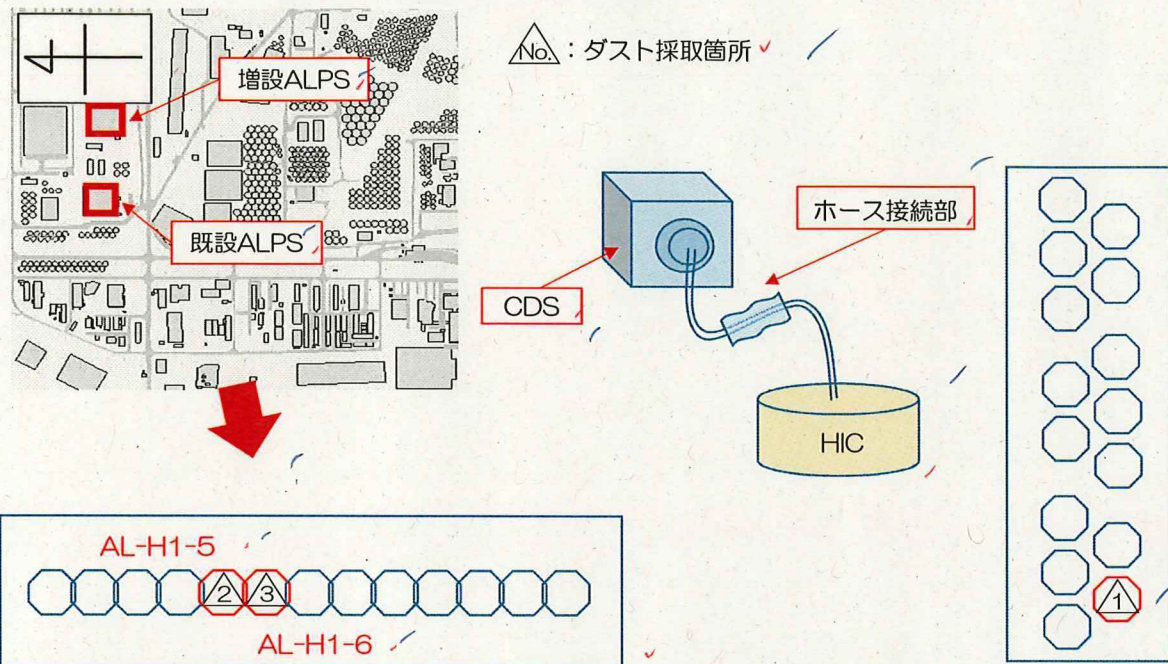 増設ALPS
既設ALPS
No. : ダスト採取箇所
CDS
ホース接続部
HIC
1
AL-H1-5
2
3
AL-H1-6